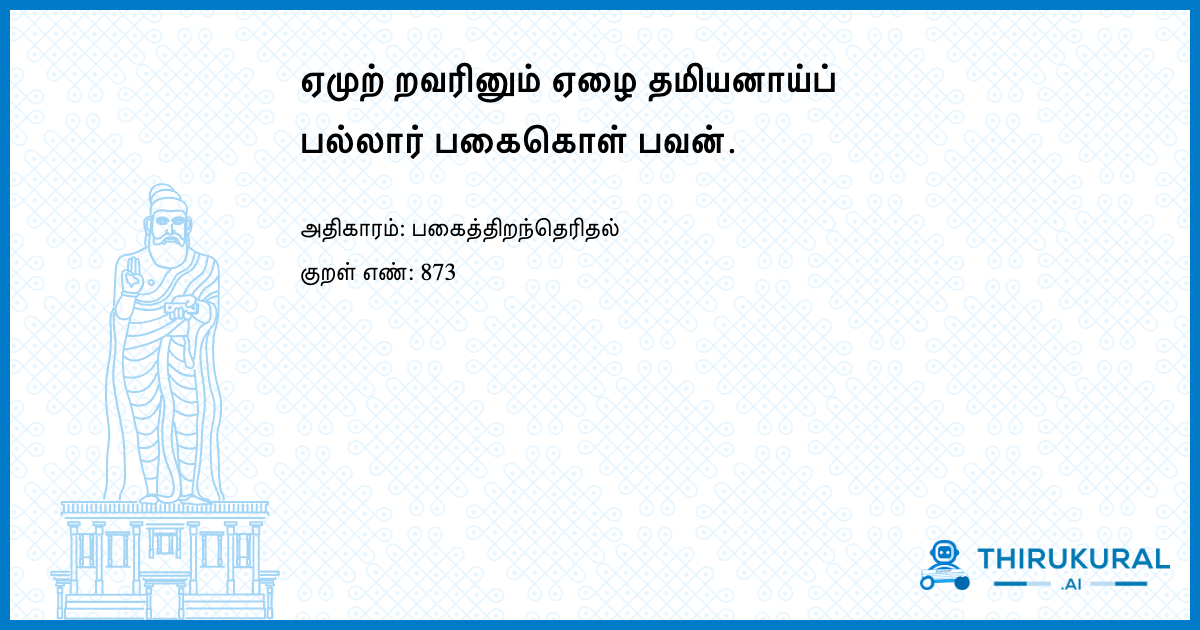 ஏமுற் றவரினும் ஏழை தமியனாய்ப்
பல்லார் பகைகொள் பவன்.
அதிகாரம்: பகைத்திறந்தெரிதல்
குறள் எண்: 873
THIRUKURAL
.AI